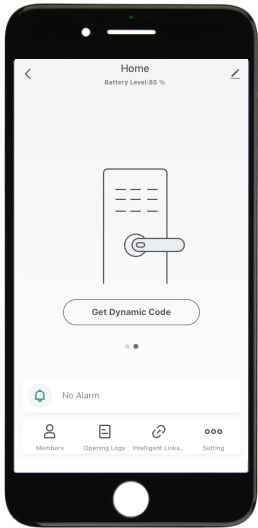 Home
Battery Level:85 %
Get Dynamic Code
No Alarm
Members
Opening Logs
Intelligent Linka...
Setting